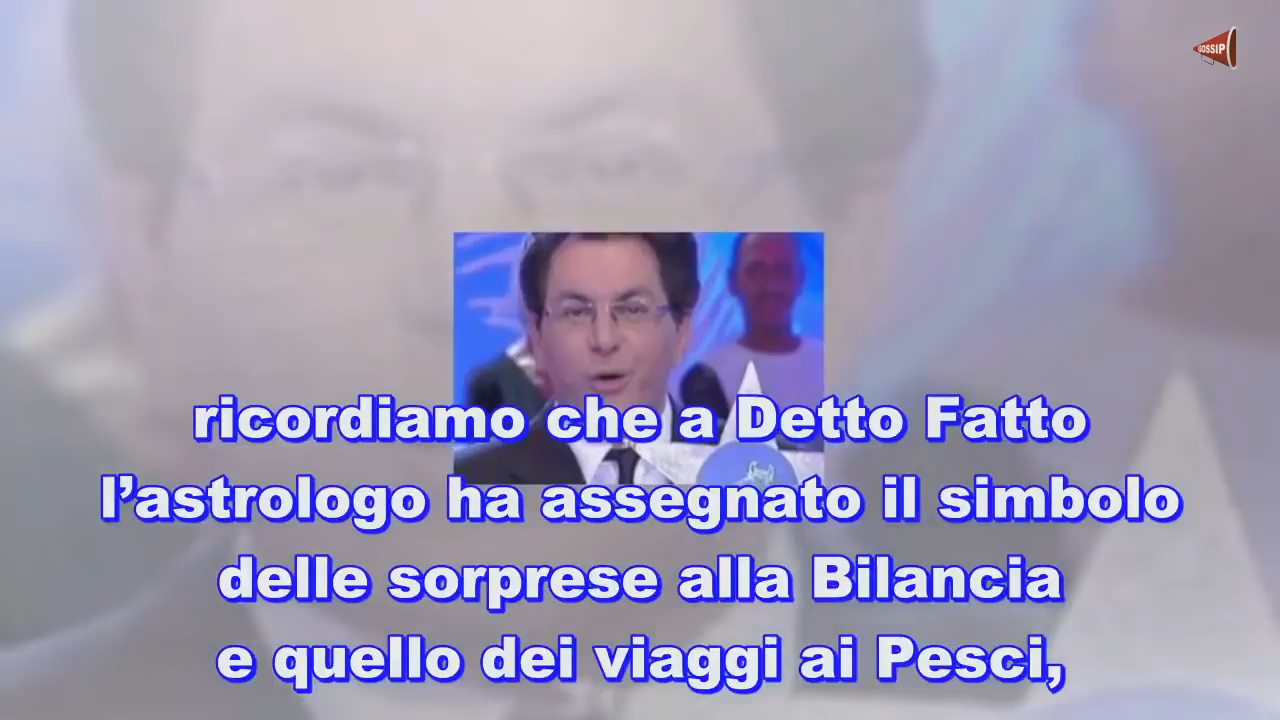 GOSSIP
ricordiamo che a Detto Fatto
l’astrologo ha assegnato il simbolo
delle sorprese alla Bilancia
e quello dei viaggi ai Pesci,